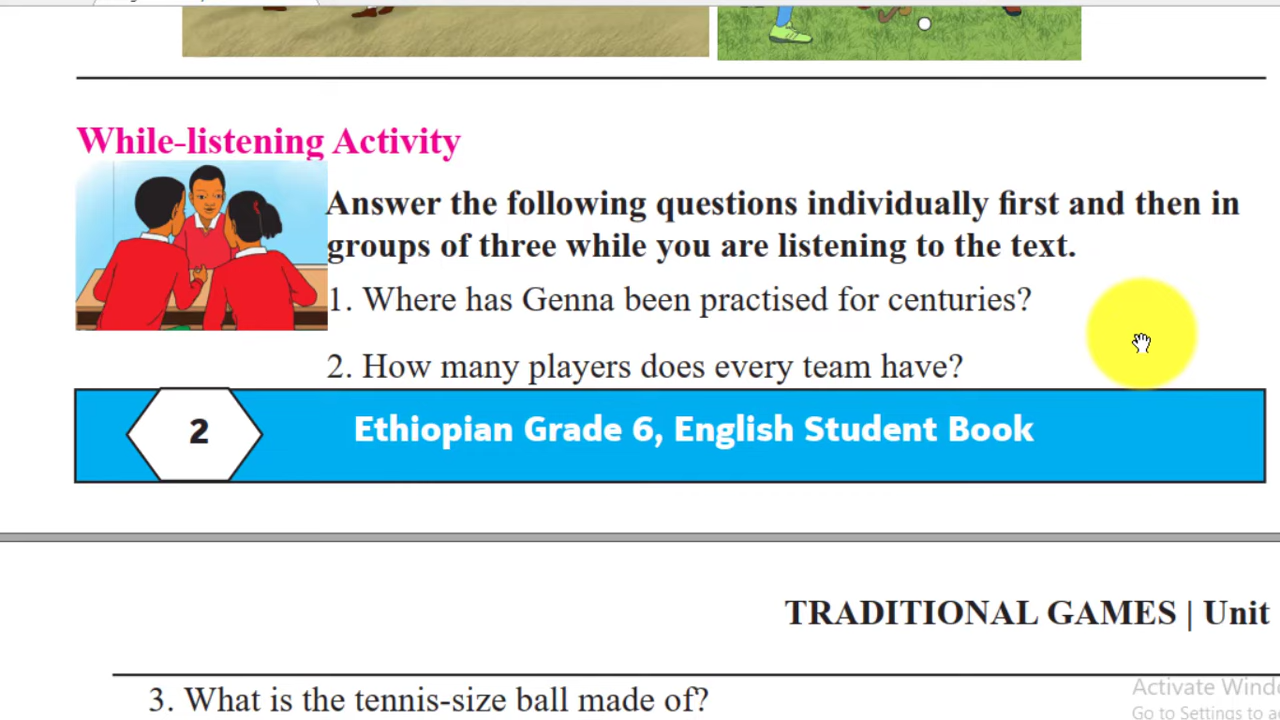 While-listening Activity
Answer the following questions individually first and then in
groups of three while you are listening to the text.
1. Where has Genna been practised for centuries?
2. How many players does every team have?
2
Ethiopian Grade 6, English Student Book
TRADITIONAL GAMES | Unit
3. What is the tennis-size ball made of?
Activate Windo
Go to Settings to a